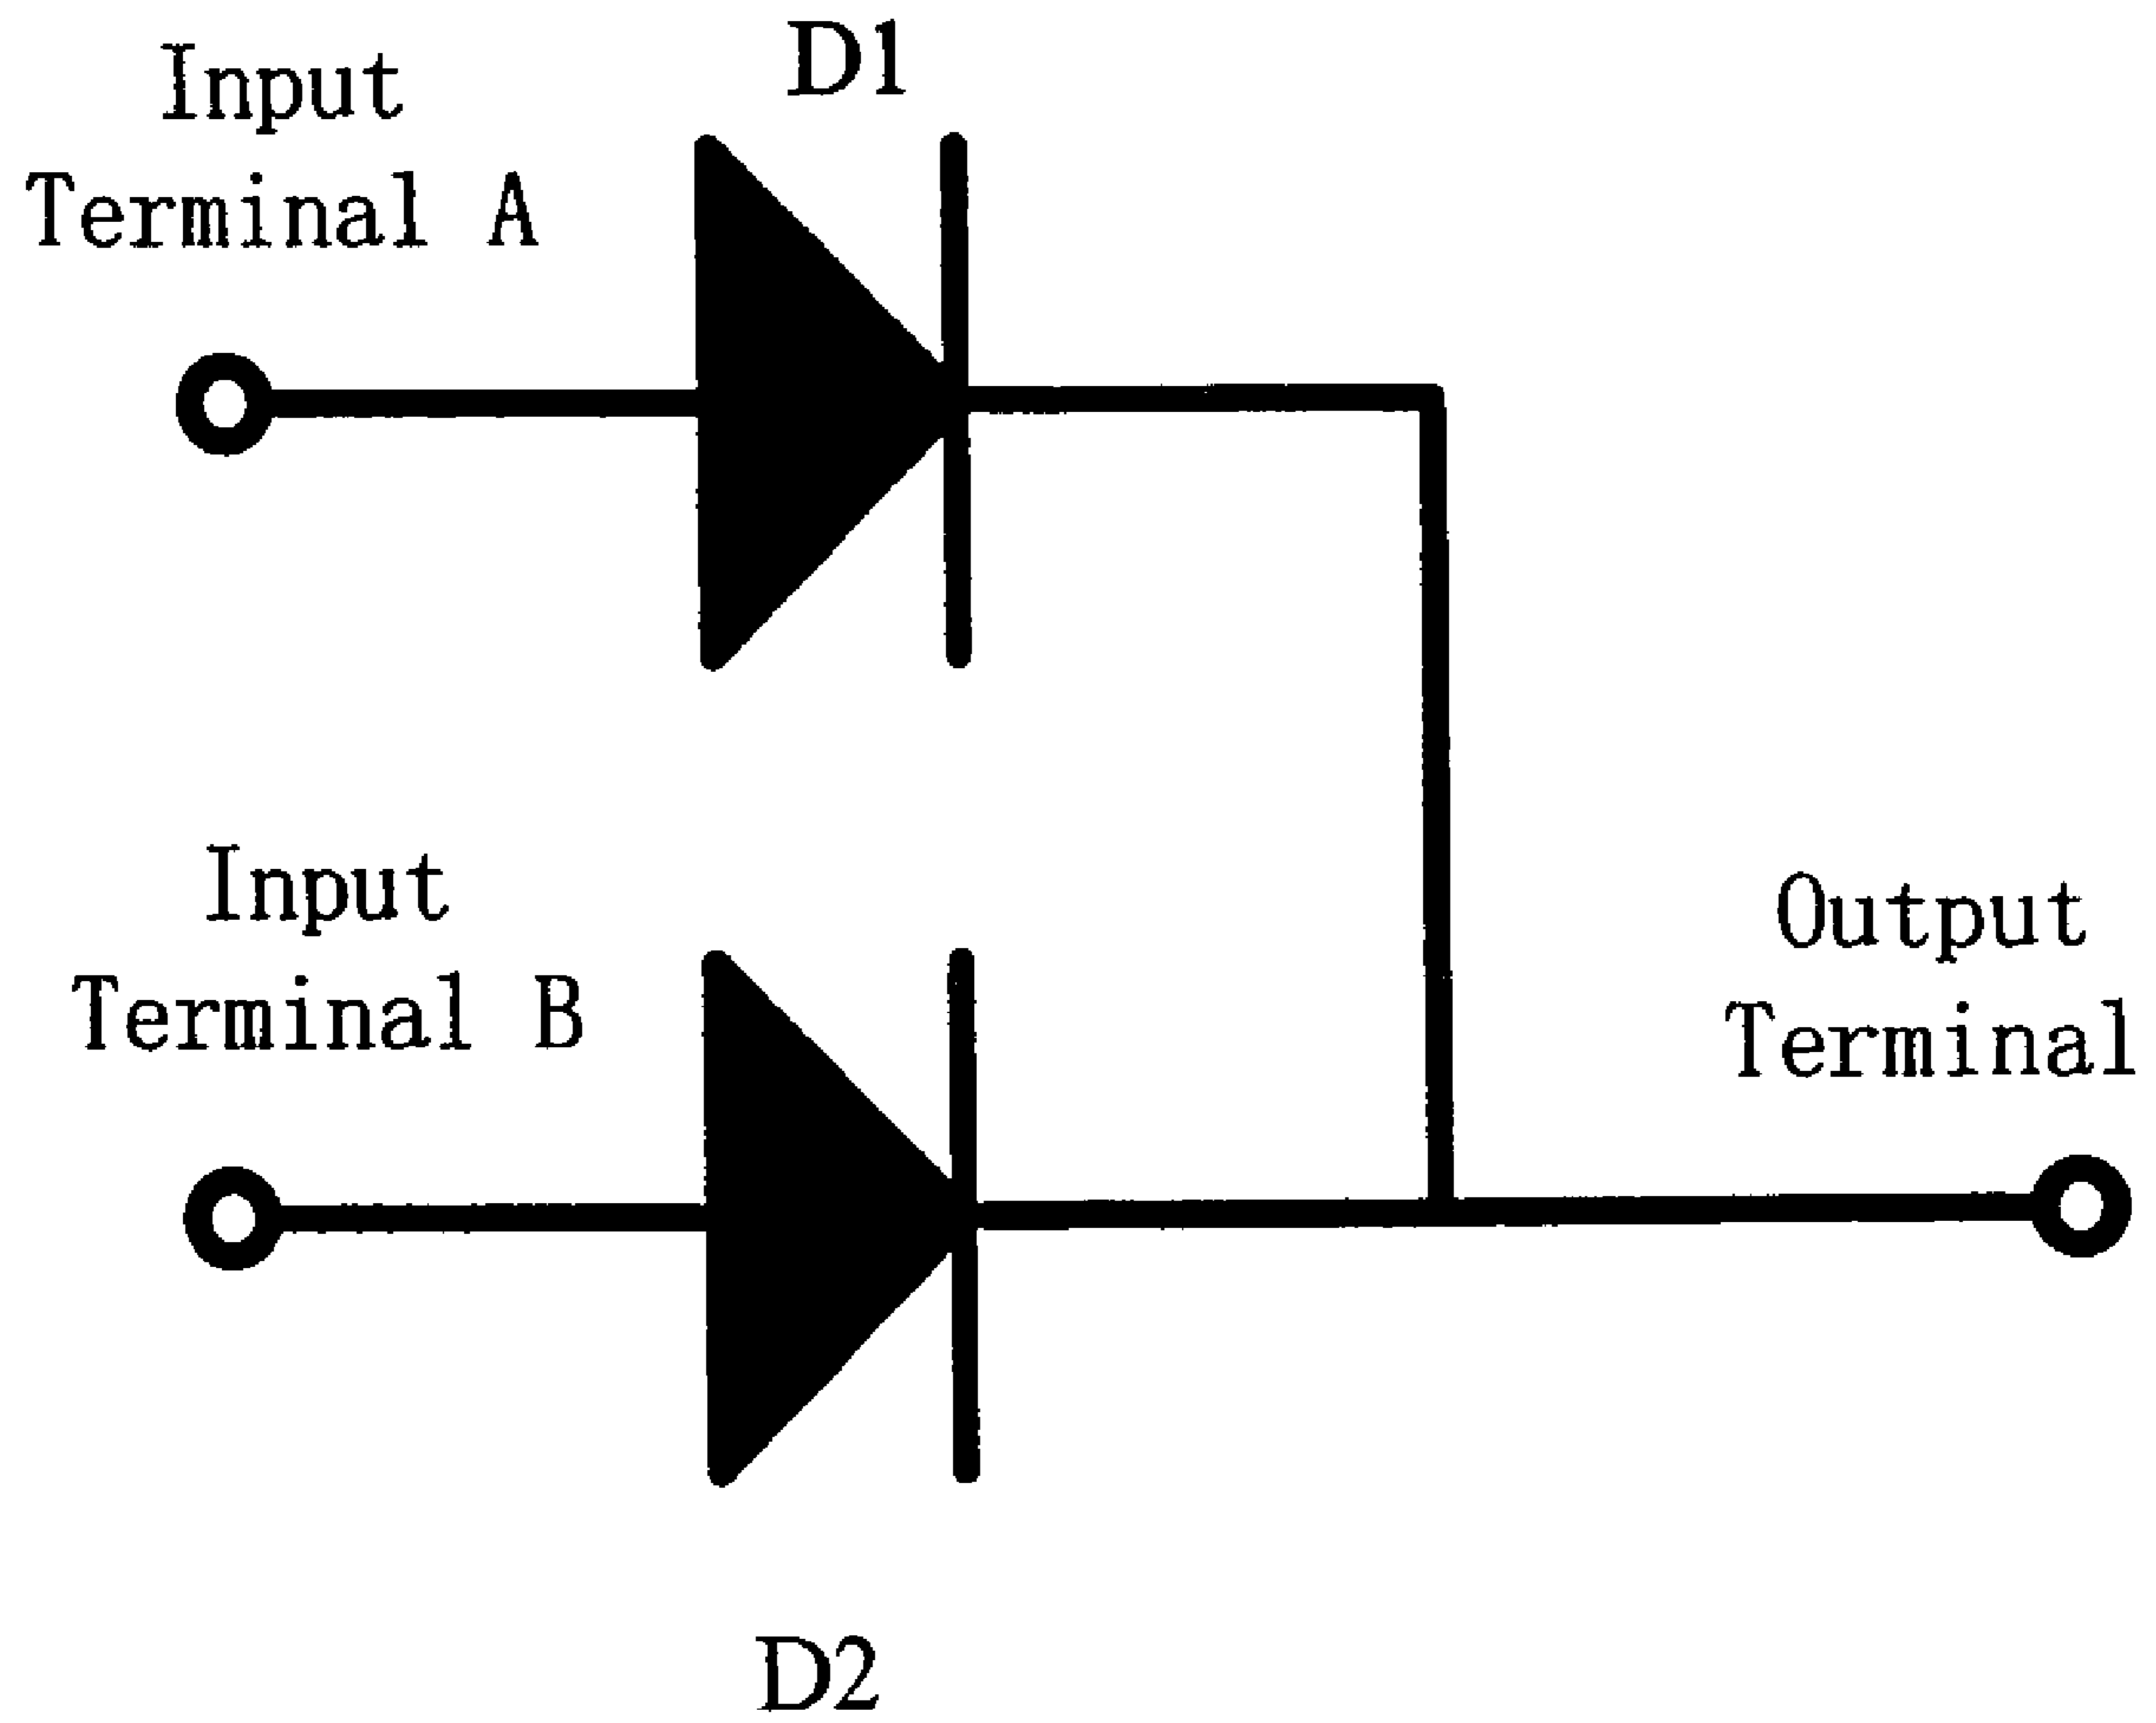 D1
Input
Terminal A
Input
Terminal B
Output
Terminal
D2